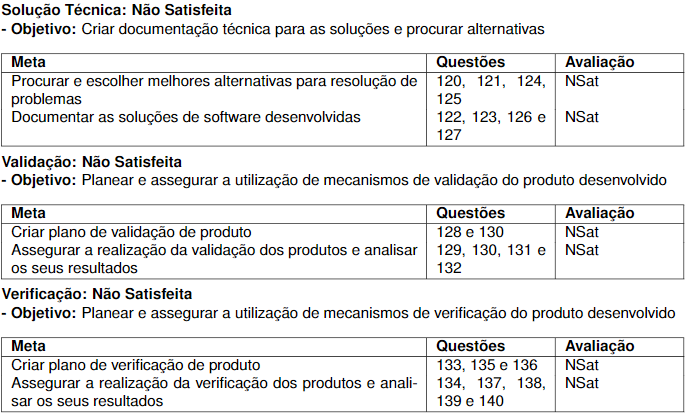 Solução Técnica: Não Satisfeita
- Objetivo: Criar documentação técnica para as soluções e procurar alternativas
Meta Questões Avaliação
Procurar e escolher melhores alternativas para resolução de 120, 121, 124, NSat
problemas 125
Documentar as soluções de software desenvolvidas 122, 123, 126 e NSat
127
Validação: Não Satisfeita
- Objetivo: Planear e assegurar a utilização de mecanismos de validação do produto desenvolvido
Meta Questões Avaliação
Criar plano de validação de produto 128 e 130 NSat
Assegurar a realização da validação dos produtos e analisar 129, 130, 131 e NSat
os seus resultados 132
Verificação: Não Satisfeita
- Objetivo: Planear e assegurar a utilização de mecanismos de verificação do produto desenvolvido
Meta Questões Avaliação
Criar plano de verificação de produto 133, 135 e 136 NSat
Assegurar a realização da verificação dos produtos e anali- 134, 137, 138, NSat
sar os seus resultados 139 e 140